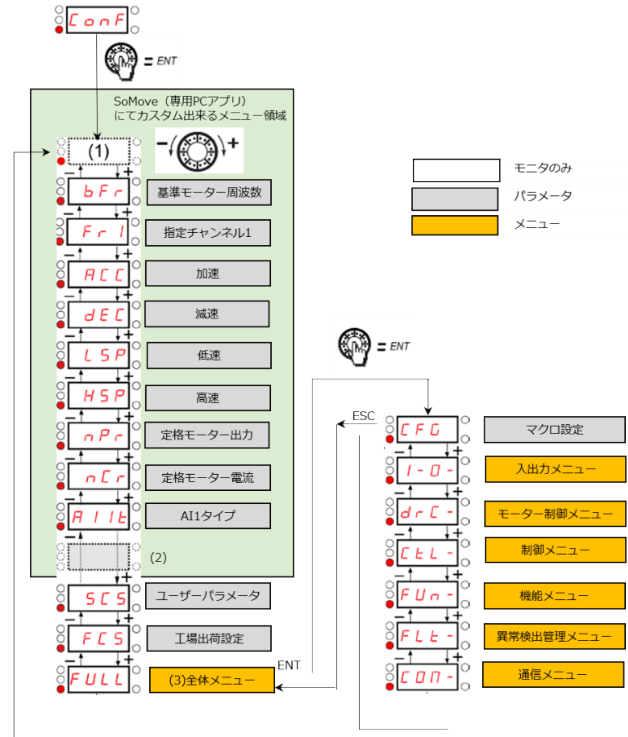 ConF
= ENT
SoMove（専用PCアプリ）
にてカスタム出来るメニュー領域
(1)
− +
bFr 基準モーター周波数
Fr1 指定チャンネル1
ACC 加速
dEC 減速
LSP 低速
HSP 高速
nPr 定格モーター出力
nCr 定格モーター電流
AI1t AI1タイプ
(2)
SCS ユーザーパラメータ
FCS 工場出荷設定
FULL (3)全体メニュー
ENT
モニタのみ
パラメータ
メニュー
= ENT
ESC
CFG マクロ設定
I-O- 入出力メニュー
drC- モーター制御メニュー
CtL- 制御メニュー
FUn- 機能メニュー
FLt- 異常検出管理メニュー
COn- 通信メニュー